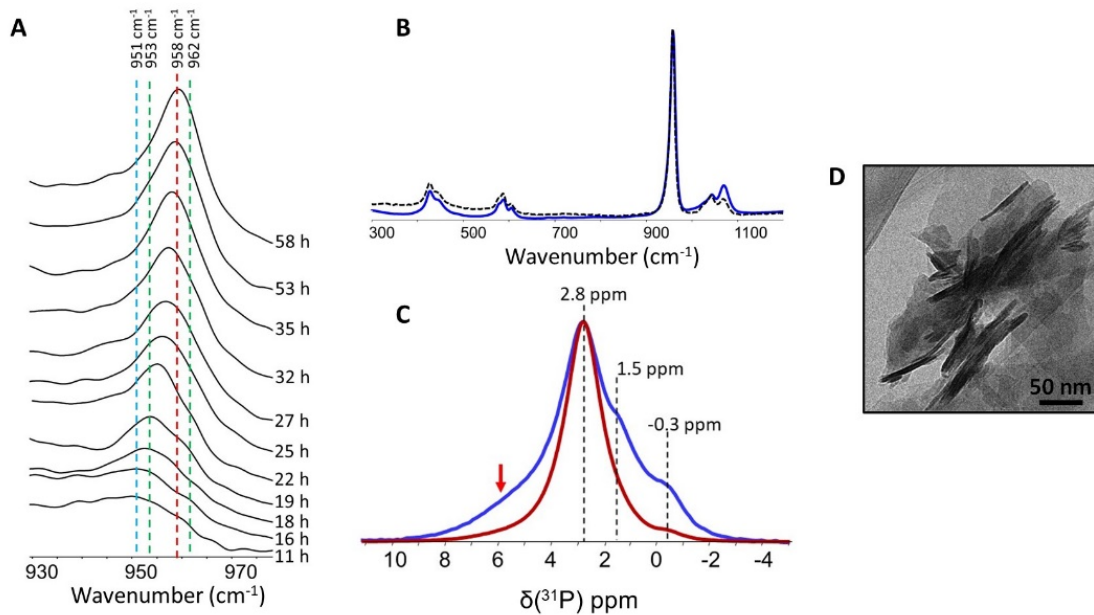 A
951 cm-1
953 cm-1
958 cm-1
962 cm-1
58 h
53 h
35 h
32 h
27 h
25 h
22 h
19 h
18 h
16 h
11 h
930 950 970
Wavenumber (cm-1)
B
300 500 700 900 1100
Wavenumber (cm-1)
C
2.8 ppm
1.5 ppm
-0.3 ppm
10 8 6 4 2 0 -2 -4
δ(31P) ppm
D
50 nm